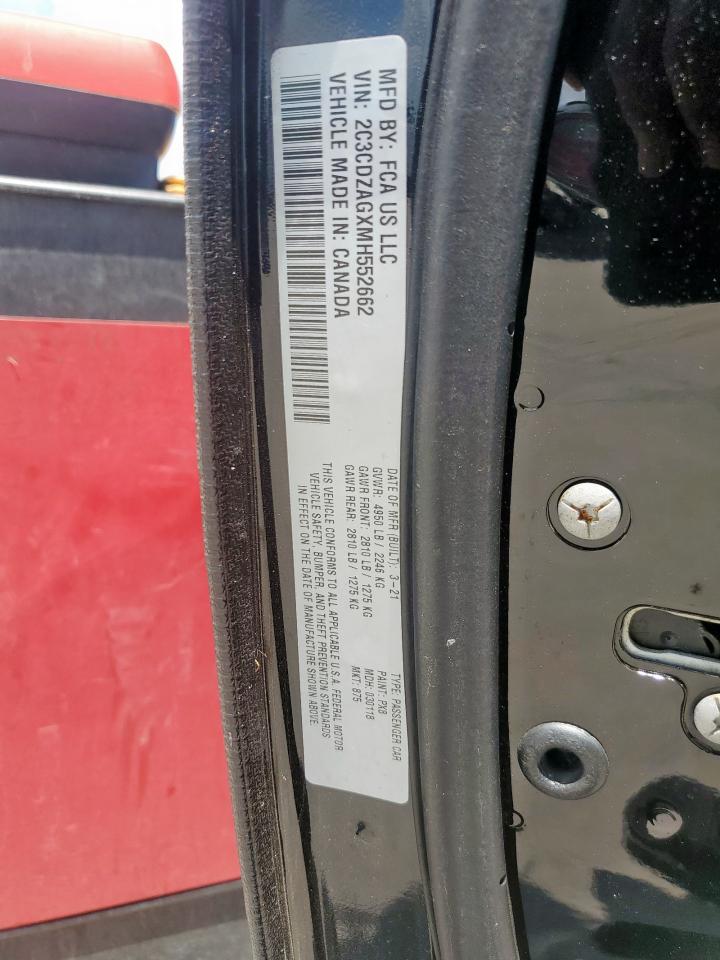 MFD BY: FCA US LLC
VIN: 2C3CDZAGXMH552662
VEHICLE MADE IN: CANADA
DATE OF MFR (BUILT): 3-21
GVWR: 4950 LB / 2246 KG
GAWR FRONT: 2810 LB / 1275 KG
GAWR REAR: 2810 LB / 1275 KG
TYPE: PASSENGER CAR
PAINT: PX8
MDH: 030118
MKT: 875
THIS VEHICLE CONFORMS TO ALL APPLICABLE U.S.A. FEDERAL MOTOR
VEHICLE SAFETY, BUMPER, AND THEFT PREVENTION STANDARDS
IN EFFECT ON THE DATE OF MANUFACTURE SHOWN ABOVE.